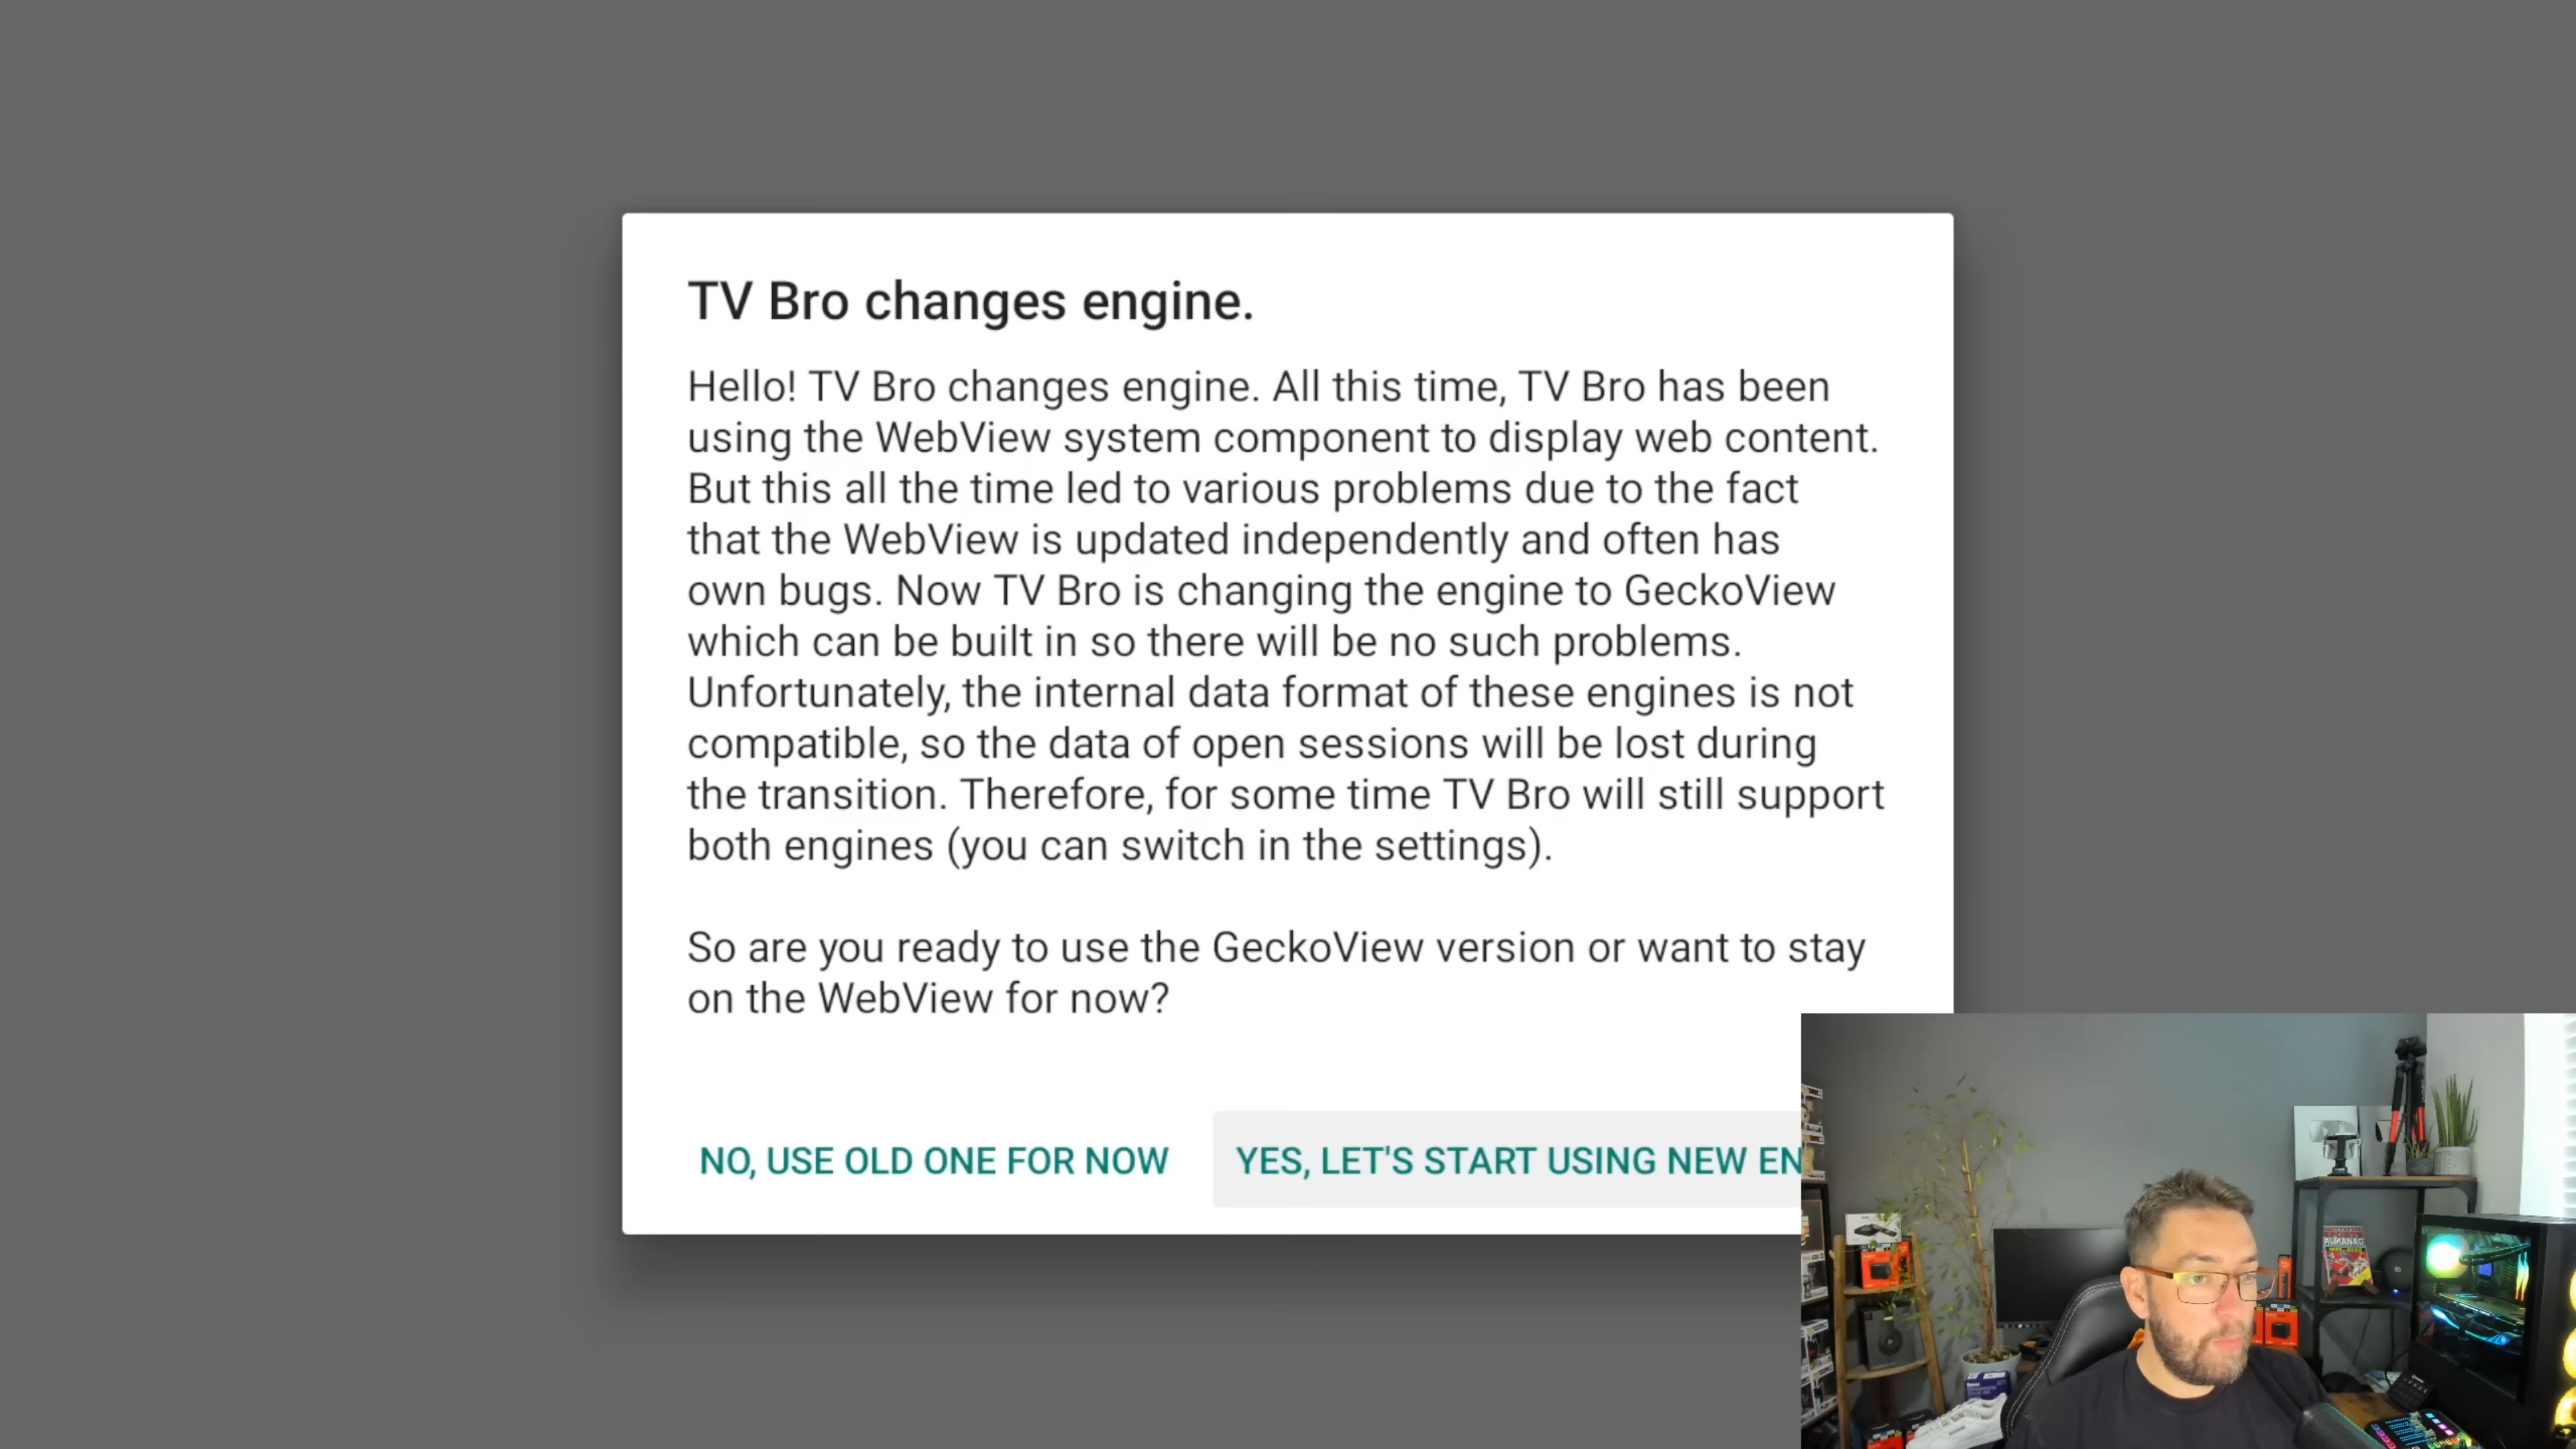 TV Bro changes engine.
Hello! TV Bro changes engine. All this time, TV Bro has been
using the WebView system component to display web content.
But this all the time led to various problems due to the fact
that the WebView is updated independently and often has
own bugs. Now TV Bro is changing the engine to GeckoView
which can be built in so there will be no such problems.
Unfortunately, the internal data format of these engines is not
compatible, so the data of open sessions will be lost during
the transition. Therefore, for some time TV Bro will still support
both engines (you can switch in the settings).
So are you ready to use the GeckoView version or want to stay
on the WebView for now?
NO, USE OLD ONE FOR NOW
YES, LET'S START USING NEW EN
ALMANAC